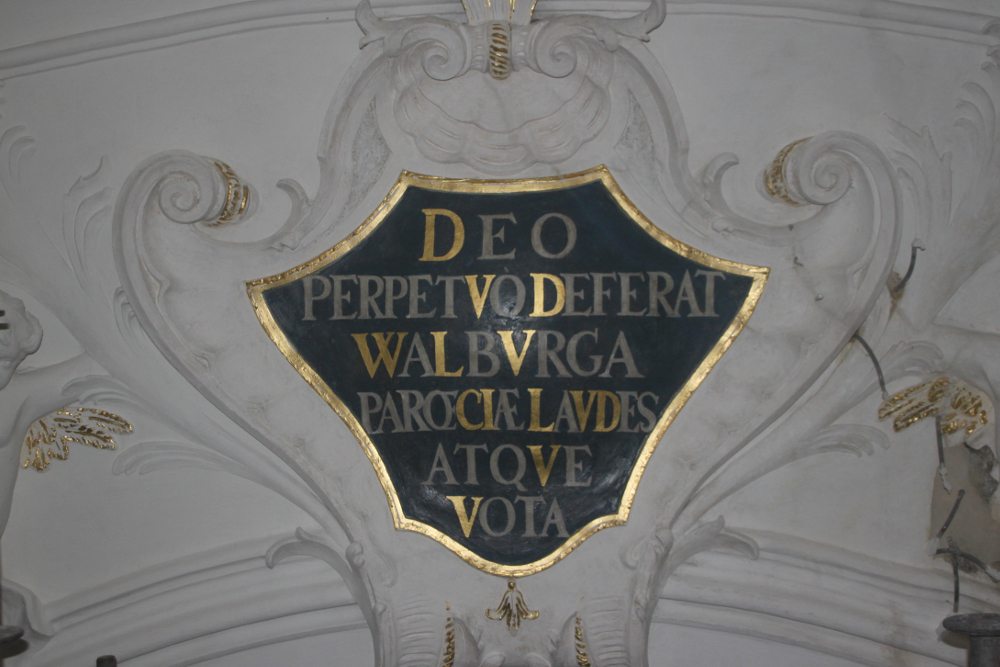 DEO
PERPETVO DEFERAT
WALBVRGA
PAROCIÆ LAVDES
ATQVE
VOTA